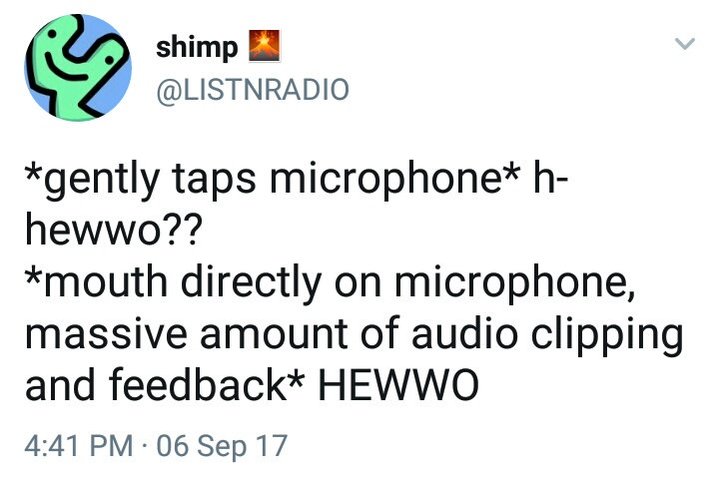 shimp 🌋
@LISTNRADIO
*gently taps microphone* h-
hewwo??
*mouth directly on microphone,
massive amount of audio clipping
and feedback* HEWWO
4:41 PM · 06 Sep 17